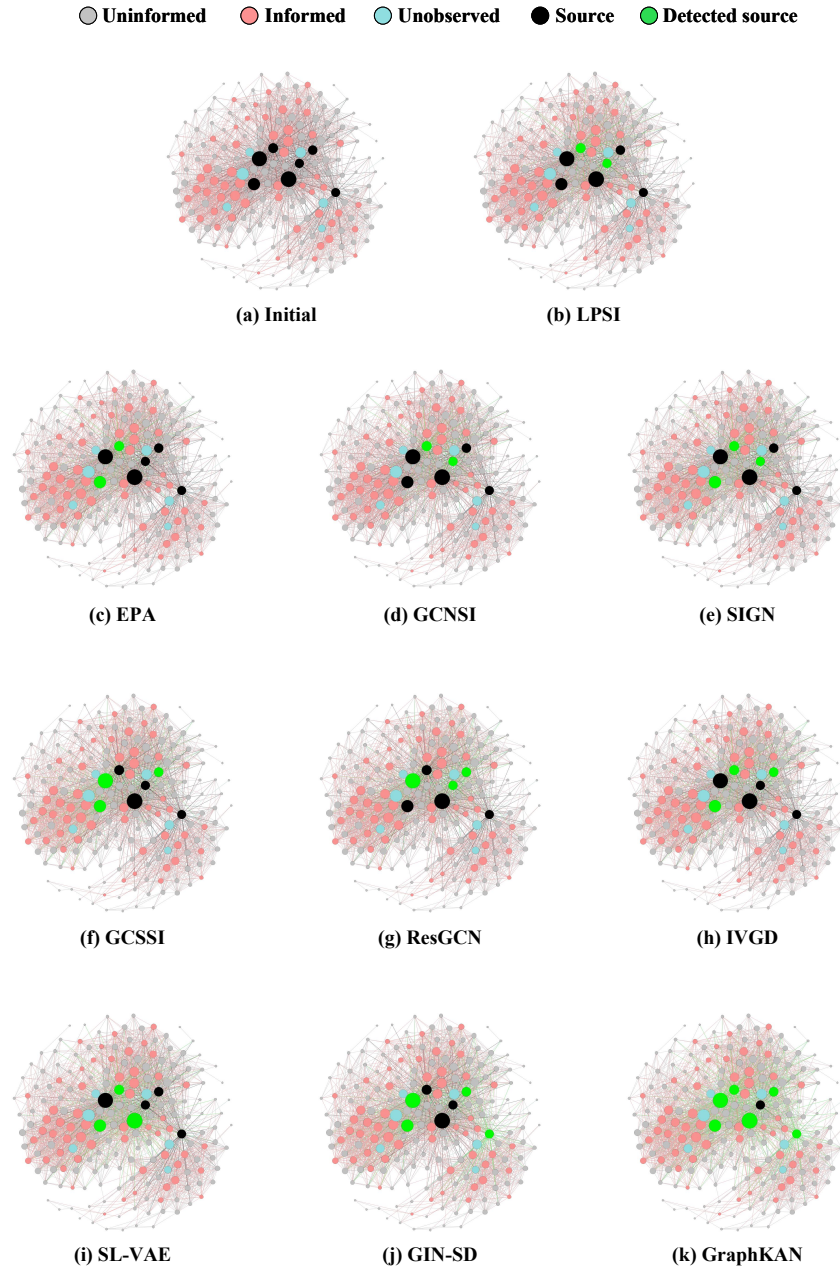 Uninformed Informed Unobserved Source Detected source
(a) Initial (b) LPSI
(c) EPA (d) GCNSI (e) SIGN
(f) GCSSI (g) ResGCN (h) IVGD
(i) SL-VAE (j) GIN-SD (k) GraphKAN